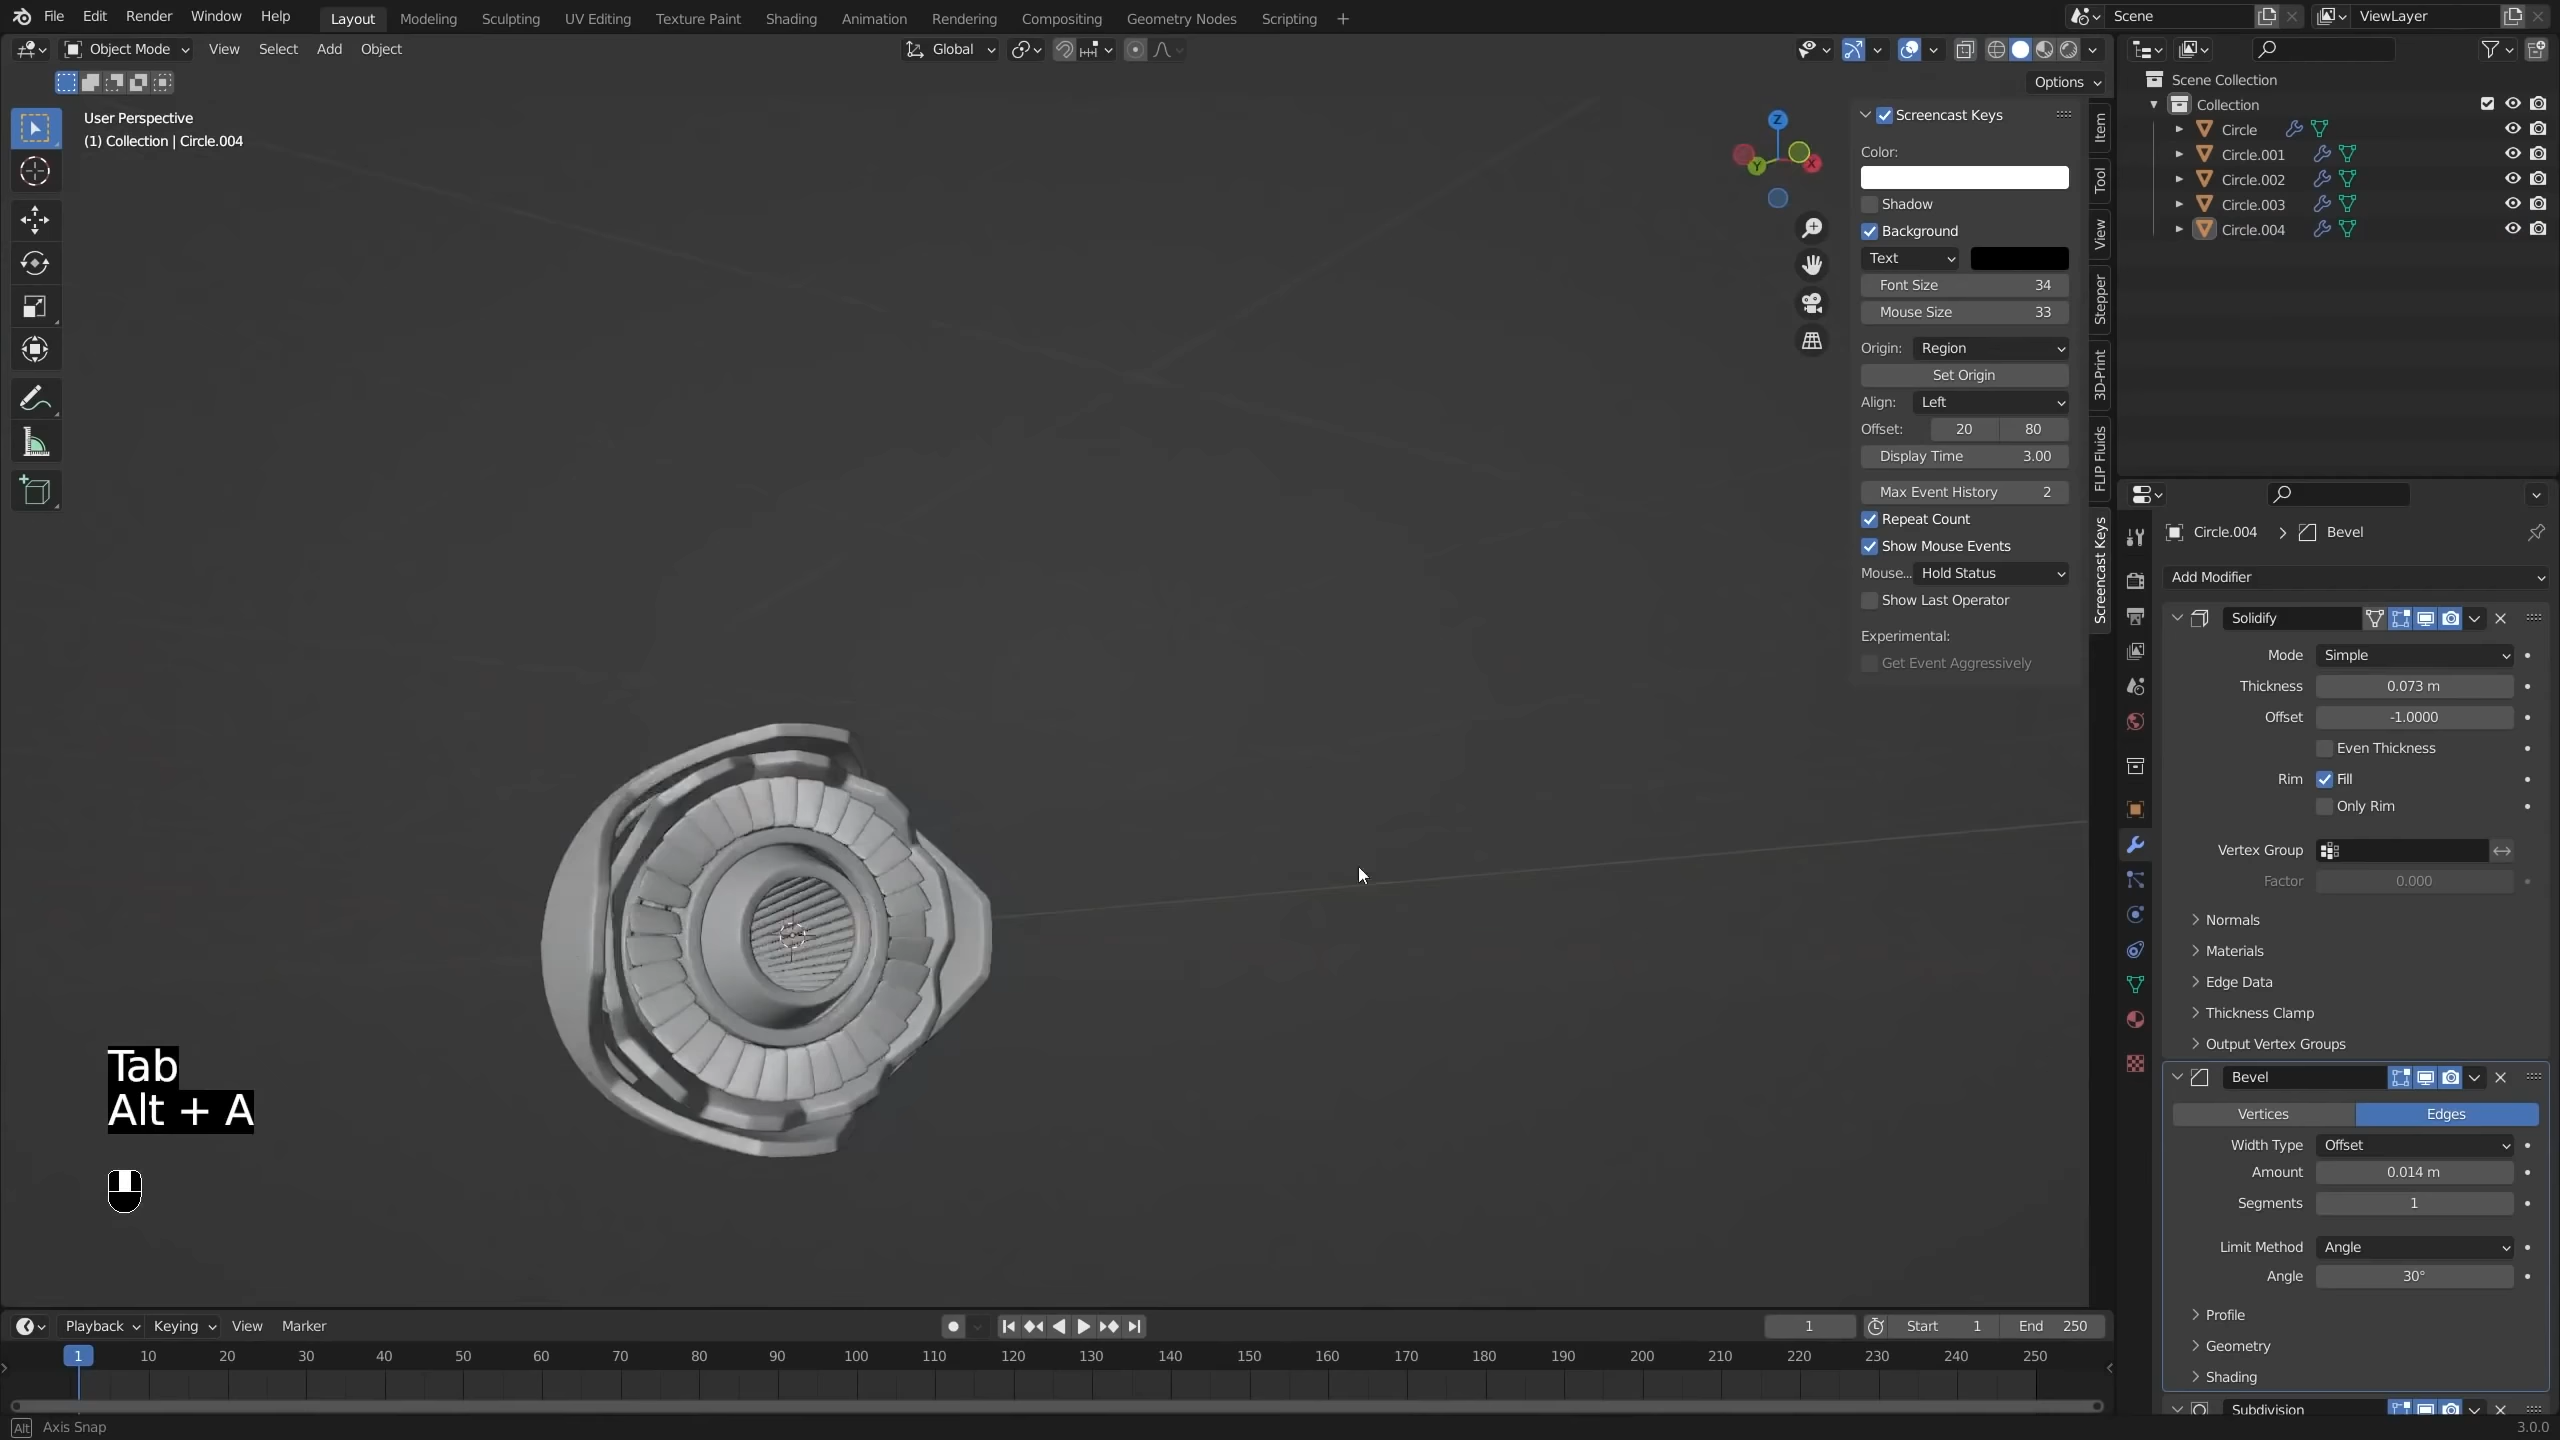 File Edit Render Window Help Layout Modeling Sculpting UV Editing Texture Paint Shading Animation Rendering Compositing Geometry Nodes Scripting + Scene ViewLayer
Object Mode View Select Add Object Global
Options
User Perspective
(1) Collection | Circle.004
Z
Y
X
Screencast Keys
Color:
Shadow
Background
Text
Font Size 34
Mouse Size 33
Origin: Region
Set Origin
Align: Left
Offset: 20 80
Display Time 3.00
Max Event History 2
Repeat Count
Show Mouse Events
Mouse... Hold Status
Show Last Operator
Experimental:
Get Event Aggressively
Item
Tool
View
Stepper
3D-Print
FLIP Fluids
Screencast Keys
Scene Collection
Collection
Circle
Circle.001
Circle.002
Circle.003
Circle.004
Circle.004 > Bevel
Add Modifier
Solidify
Mode Simple
Thickness 0.073 m
Offset -1.0000
Even Thickness
Rim Fill
Only Rim
Vertex Group
Factor 0.000
Normals
Materials
Edge Data
Thickness Clamp
Output Vertex Groups
Bevel
Vertices Edges
Width Type Offset
Amount 0.014 m
Segments 1
Limit Method Angle
Angle 30°
Profile
Geometry
Shading
Subdivision
Tab
Alt + A
Playback Keying View Marker 1 Start 1 End 250
1 10 20 30 40 50 60 70 80 90 100 110 120 130 140 150 160 170 180 190 200 210 220 230 240 250
Alt Axis Snap 3.0.0